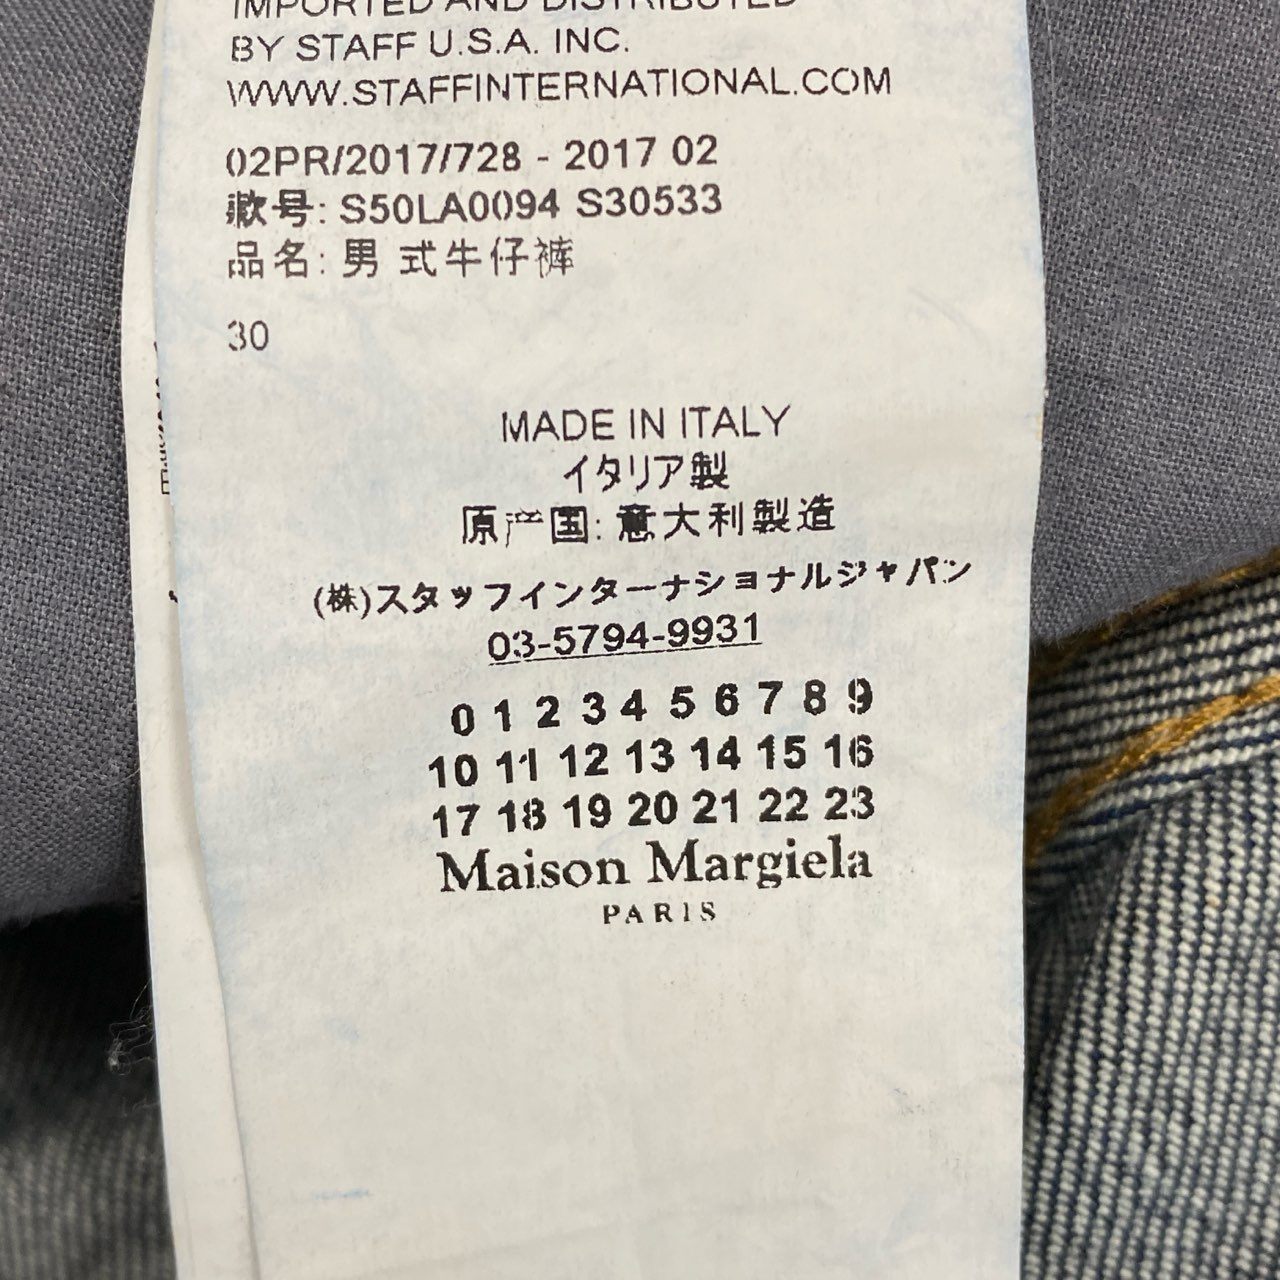 IMPORTED AND DISTRIBUTED
BY STAFF U.S.A. INC.
WWW.STAFFINTERNATIONAL.COM
02PR/2017/728 - 2017 02
款号: S50LA0094 S30533
品名: 男 式牛仔裤
30
MADE IN ITALY
イタリア製
原产国: 意大利製造
(株)スタッフインターナショナルジャパン
03-5794-9931
0 1 2 3 4 5 6 7 8 9
10 11 12 13 14 15 16
17 18 19 20 21 22 23
Maison Margiela
PARIS